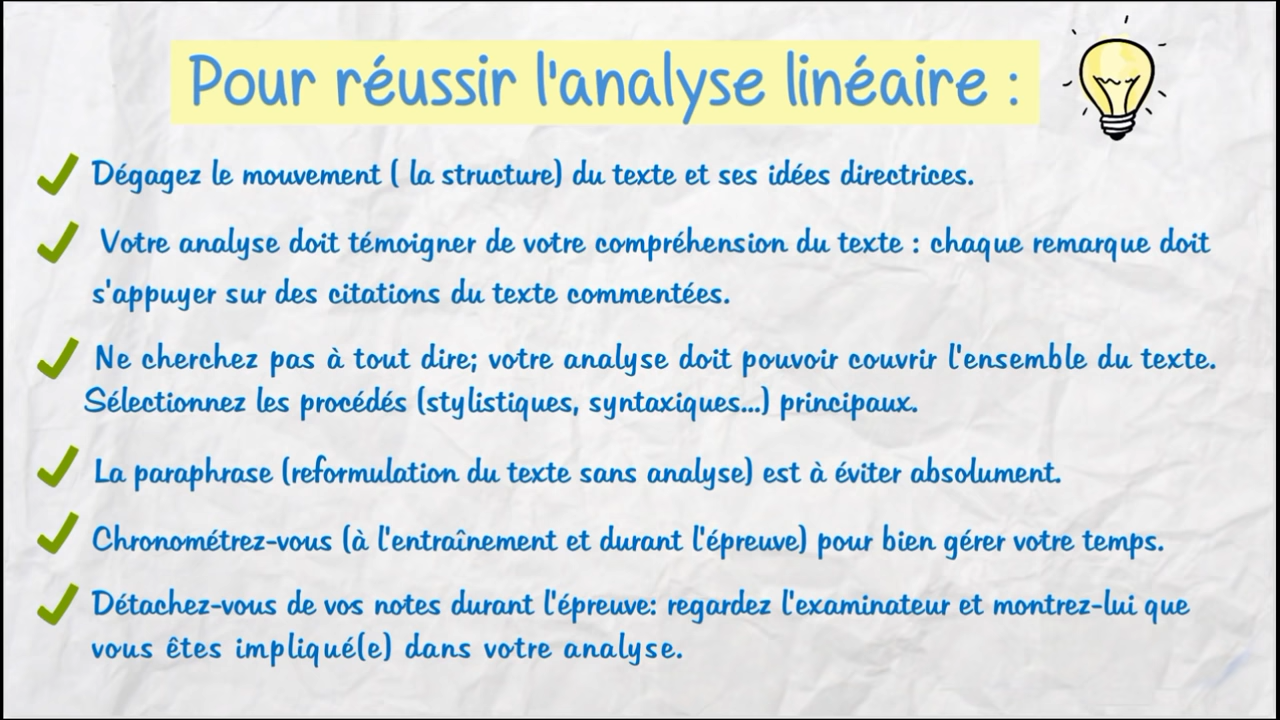 Pour réussir l'analyse linéaire :
Dégagez le mouvement ( la structure) du texte et ses idées directrices.
Votre analyse doit témoigner de votre compréhension du texte : chaque remarque doit
s'appuyer sur des citations du texte commentées.
Ne cherchez pas à tout dire; votre analyse doit pouvoir couvrir l'ensemble du texte.
Sélectionnez les procédés (stylistiques, syntaxiques...) principaux.
La paraphrase (reformulation du texte sans analyse) est à éviter absolument.
Chronométrez-vous (à l'entraînement et durant l'épreuve) pour bien gérer votre temps.
Détachez-vous de vos notes durant l'épreuve: regardez l'examinateur et montrez-lui que
vous êtes impliqué(e) dans votre analyse.